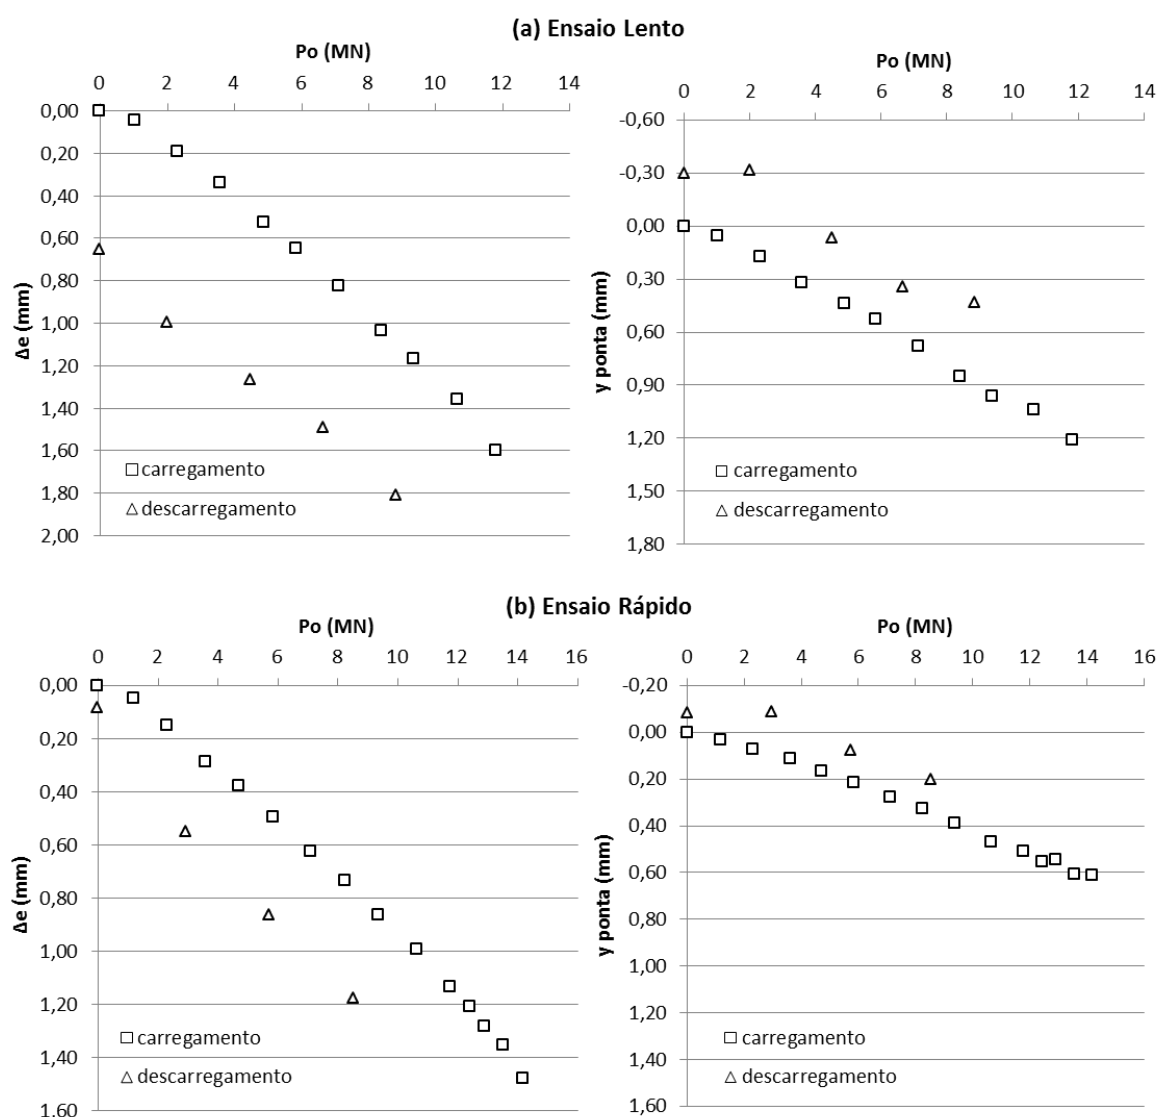 (a) Ensaio Lento
Po (MN)
0 2 4 6 8 10 12 14
0,00
0,20
0,40
0,60
0,80
1,00
1,20
1,40
1,60
1,80
2,00
Δe (mm)
carregamento
descarregamento
Po (MN)
0 2 4 6 8 10 12 14
-0,60
-0,30
0,00
0,30
0,60
0,90
1,20
1,50
1,80
y ponta (mm)
carregamento
descarregamento
(b) Ensaio Rápido
Po (MN)
0 2 4 6 8 10 12 14 16
0,00
0,20
0,40
0,60
0,80
1,00
1,20
1,40
1,60
Δe (mm)
carregamento
descarregamento
Po (MN)
0 2 4 6 8 10 12 14 16
-0,20
0,00
0,20
0,40
0,60
0,80
1,00
1,20
1,40
1,60
y ponta (mm)
carregamento
descarregamento